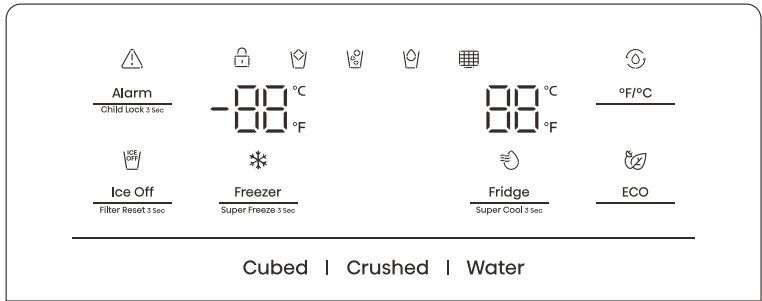 Alarm
Child Lock 3 Sec
-88 °C
°F
88 °C
°F
°F/°C
ICE OFF
Ice Off
Filter Reset 3 Sec
Freezer
Super Freeze 3 Sec
Fridge
Super Cool 3 Sec
ECO
Cubed | Crushed | Water